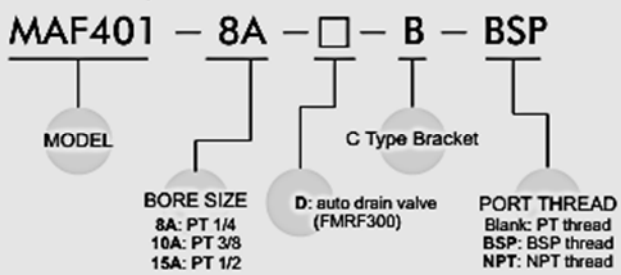 MAF401 – 8A – □ – B – BSP
MODEL
C Type Bracket
BORE SIZE
8A: PT 1/4
10A: PT 3/8
15A: PT 1/2
D: auto drain valve
(FMRF300)
PORT THREAD
Blank: PT thread
BSP: BSP thread
NPT: NPT thread